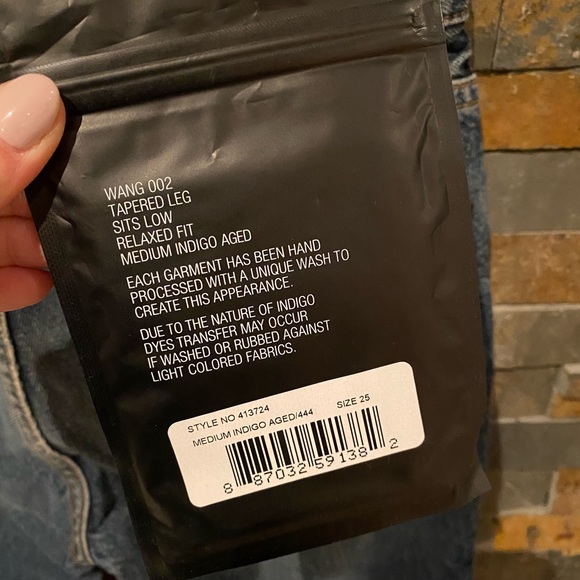 WANG 002
TAPERED LEG
SITS LOW
RELAXED FIT
MEDIUM INDIGO AGED
EACH GARMENT HAS BEEN HAND
PROCESSED WITH A UNIQUE WASH TO
CREATE THIS APPEARANCE.
DUE TO THE NATURE OF INDIGO
DYES TRANSFER MAY OCCUR
IF WASHED OR RUBBED AGAINST
LIGHT COLORED FABRICS.
STYLE NO 413724 SIZE 25
MEDIUM INDIGO AGED/444
8 87032 59138 2